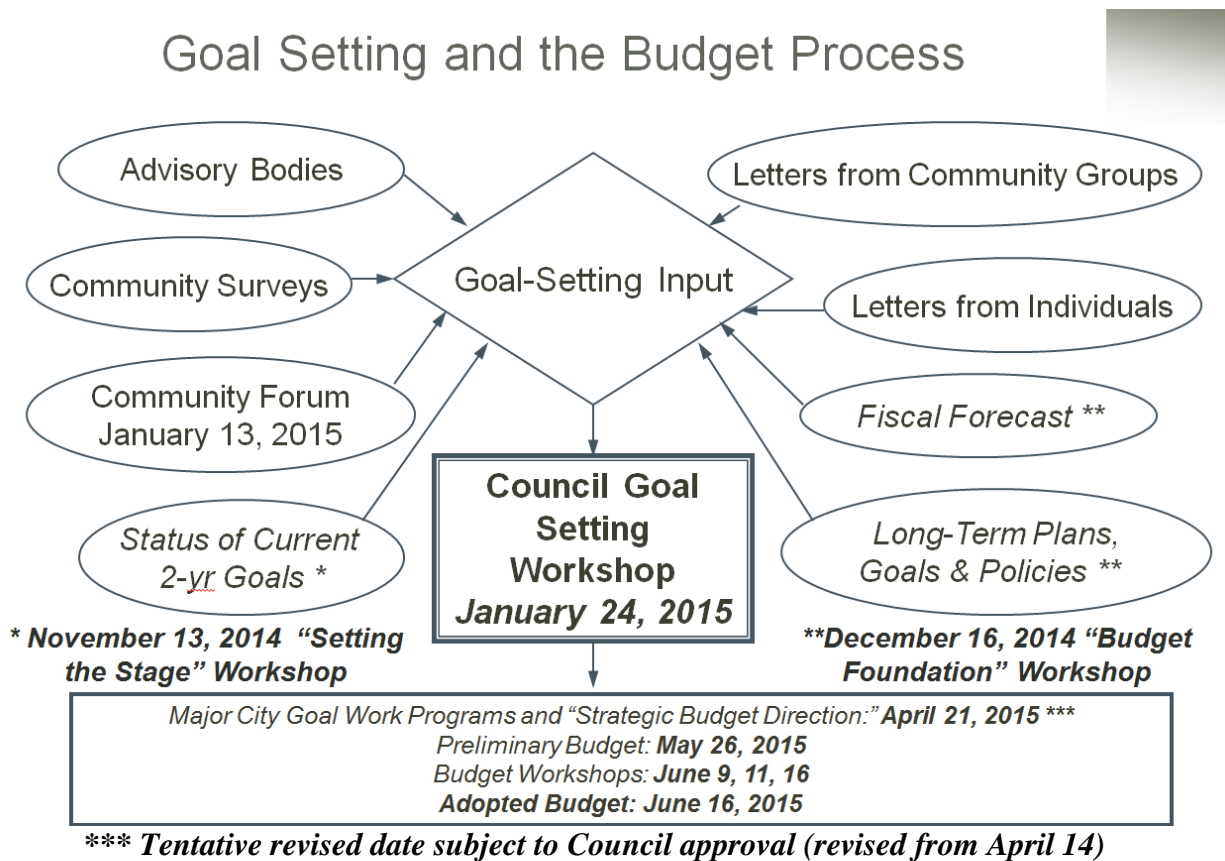 Goal Setting and the Budget Process
Advisory Bodies
Letters from Community Groups
Community Surveys
Goal-Setting Input
Letters from Individuals
Community Forum
January 13, 2015
Fiscal Forecast **
Status of Current
2-yr Goals *
Council Goal
Setting
Workshop
January 24, 2015
Long-Term Plans,
Goals & Policies **
* November 13, 2014 “Setting
the Stage” Workshop
**December 16, 2014 “Budget
Foundation” Workshop
Major City Goal Work Programs and “Strategic Budget Direction:” April 21, 2015 ***
Preliminary Budget: May 26, 2015
Budget Workshops: June 9, 11, 16
Adopted Budget: June 16, 2015
*** Tentative revised date subject to Council approval (revised from April 14)